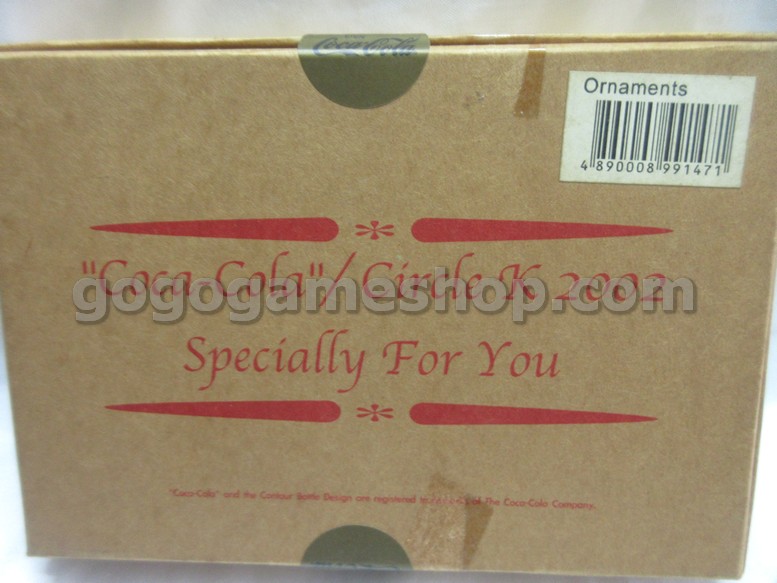 Coca-Cola
Ornaments
4 890008 991471
"Coca-Cola"/Circle K 2002
gogogameshop.com
Specially For You
"Coca-Cola" and the Contour Bottle Design are registered trademarks of The Coca-Cola Company.